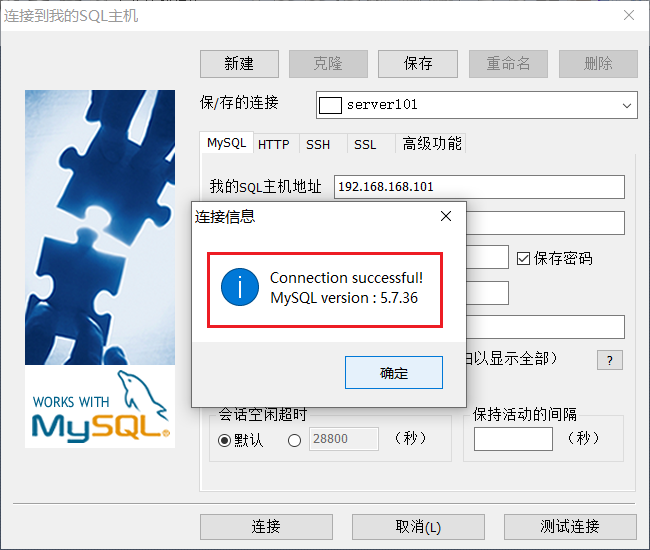 连接到我的SQL主机
新建
克隆
保存
重命名
删除
保/存的连接
server101
MySQL
HTTP
SSH
SSL
高级功能
我的SQL主机地址
192.168.168.101
连接信息
Connection successful!
MySQL version : 5.7.36
确定
保存密码
以显示全部）
?
会话空闲超时
默认
28800
（秒）
保持活动的间隔
（秒）
WORKS WITH
MySQL®
连接
取消(L)
测试连接